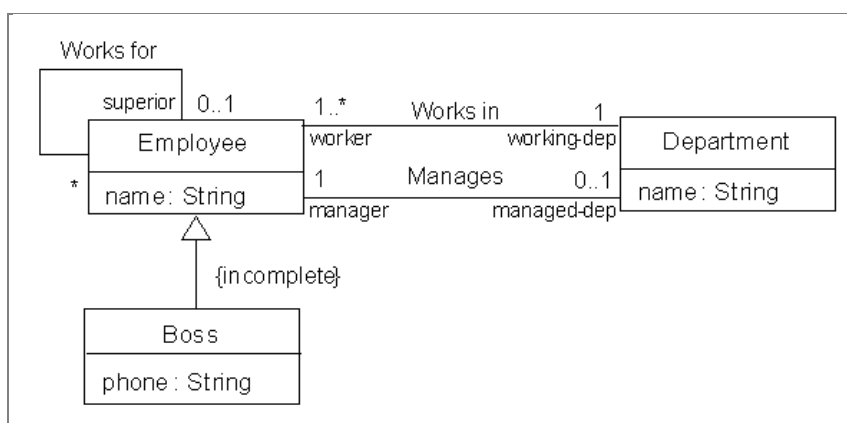 Works for
superior 0..1 1..* Works in 1
Employee worker working-dep Department
* name: String 1 Manages 0..1 name: String
manager managed-dep
{incomplete}
Boss
phone: String